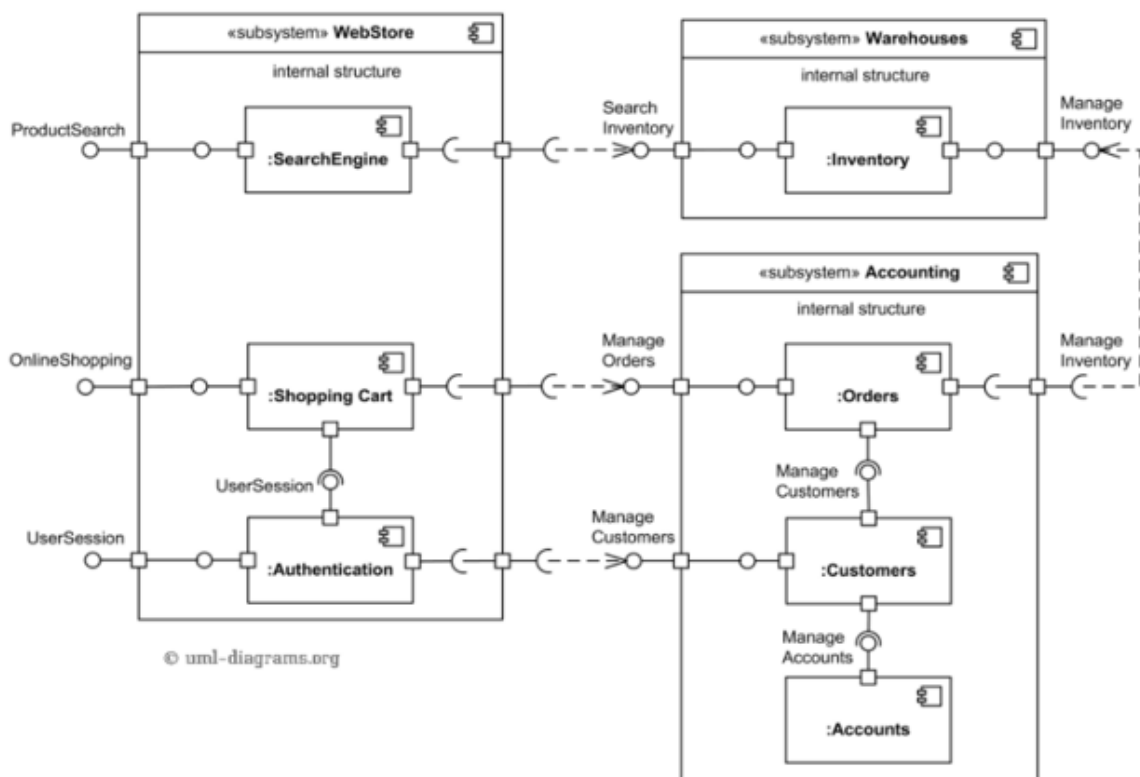 «subsystem» WebStore
internal structure
ProductSearch
:SearchEngine
OnlineShopping
:Shopping Cart
UserSession
UserSession
:Authentication
© uml-diagrams.org
«subsystem» Warehouses
internal structure
Search
Inventory
:Inventory
Manage
Inventory
«subsystem» Accounting
internal structure
Manage
Orders
:Orders
Manage
Inventory
Manage
Customers
Manage
Customers
:Customers
Manage
Accounts
:Accounts